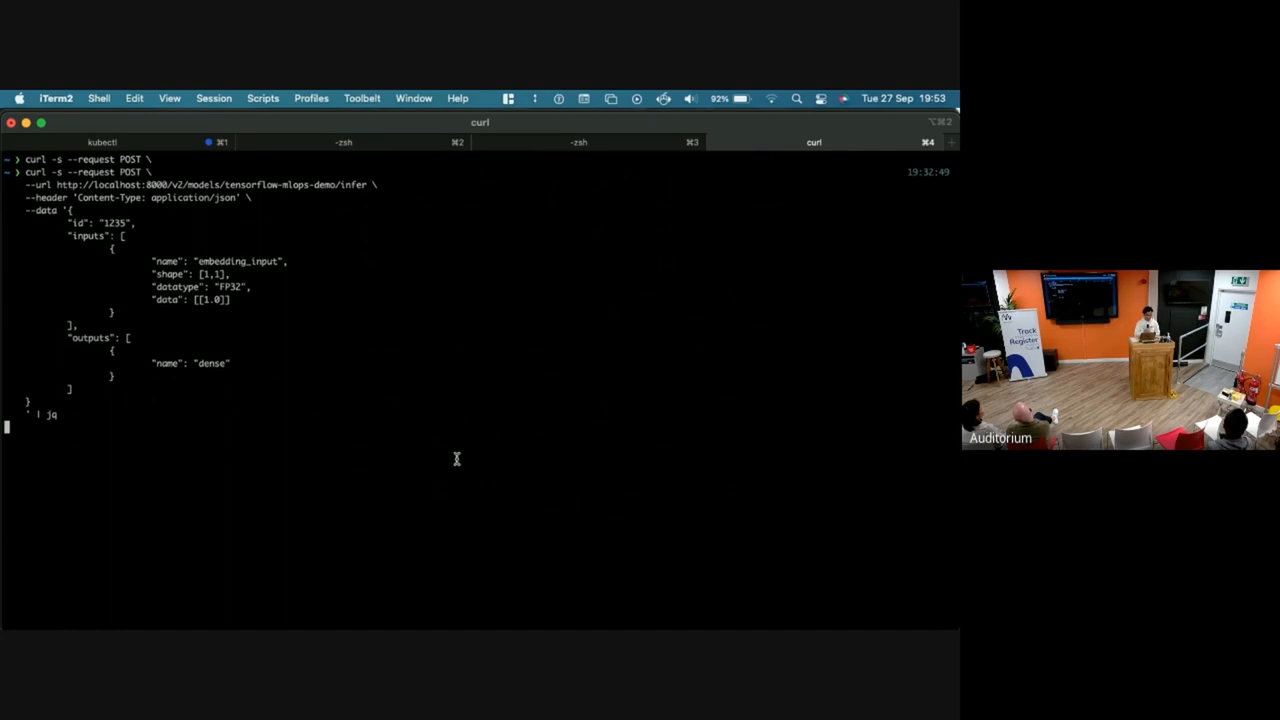 iTerm2 Shell Edit View Session Scripts Profiles Toolbelt Window Help 92% Tue 27 Sep 19:53
curl ⌥⌘2
kubectl ⌘1 -zsh ⌘2 -zsh ⌘3 curl ⌘4
~ ❯ curl -s --request POST \
~ ❯ curl -s --request POST \ 19:32:49
--url http://localhost:8000/v2/models/tensorflow-mlops-demo/infer \
--header 'Content-Type: application/json' \
--data '{
"id": "1235",
"inputs": [
{
"name": "embedding_input",
"shape": [1,1],
"datatype": "FP32",
"data": [[1.0]]
}
],
"outputs": [
{
"name": "dense"
}
]
}
' | jq
Track
Register
Auditorium